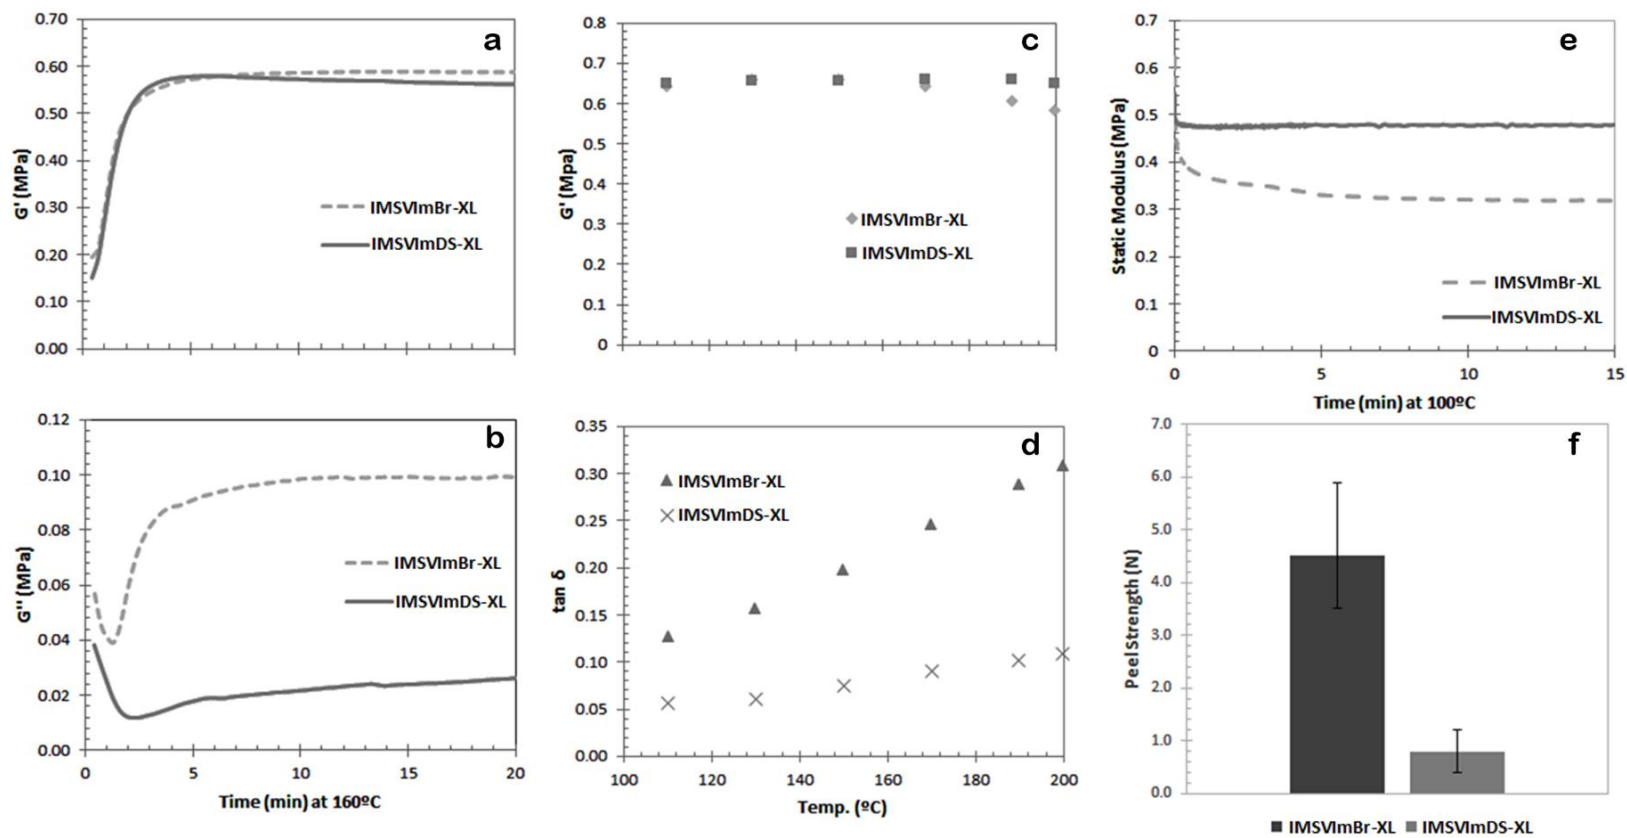 a
0.70
0.60
0.50
0.40
0.30
0.20
0.10
0.00
G' (MPa)
IMSVImBr-XL
IMSVImDS-XL
b
0.12
0.10
0.08
0.06
0.04
0.02
0.00
G'' (MPa)
IMSVImBr-XL
IMSVImDS-XL
0 5 10 15 20
Time (min) at 160ºC
c
0.8
0.7
0.6
0.5
0.4
0.3
0.2
0.1
0
G' (Mpa)
IMSVImBr-XL
IMSVImDS-XL
d
0.35
0.30
0.25
0.20
0.15
0.10
0.05
0.00
tan δ
IMSVImBr-XL
IMSVImDS-XL
100 120 140 160 180 200
Temp. (ºC)
e
0.7
0.6
0.5
0.4
0.3
0.2
0.1
0
Static Modulus (MPa)
IMSVImBr-XL
IMSVImDS-XL
0 5 10 15
Time (min) at 100ºC
f
7.0
6.0
5.0
4.0
3.0
2.0
1.0
0.0
Peel Strength (N)
IMSVImBr-XL IMSVImDS-XL